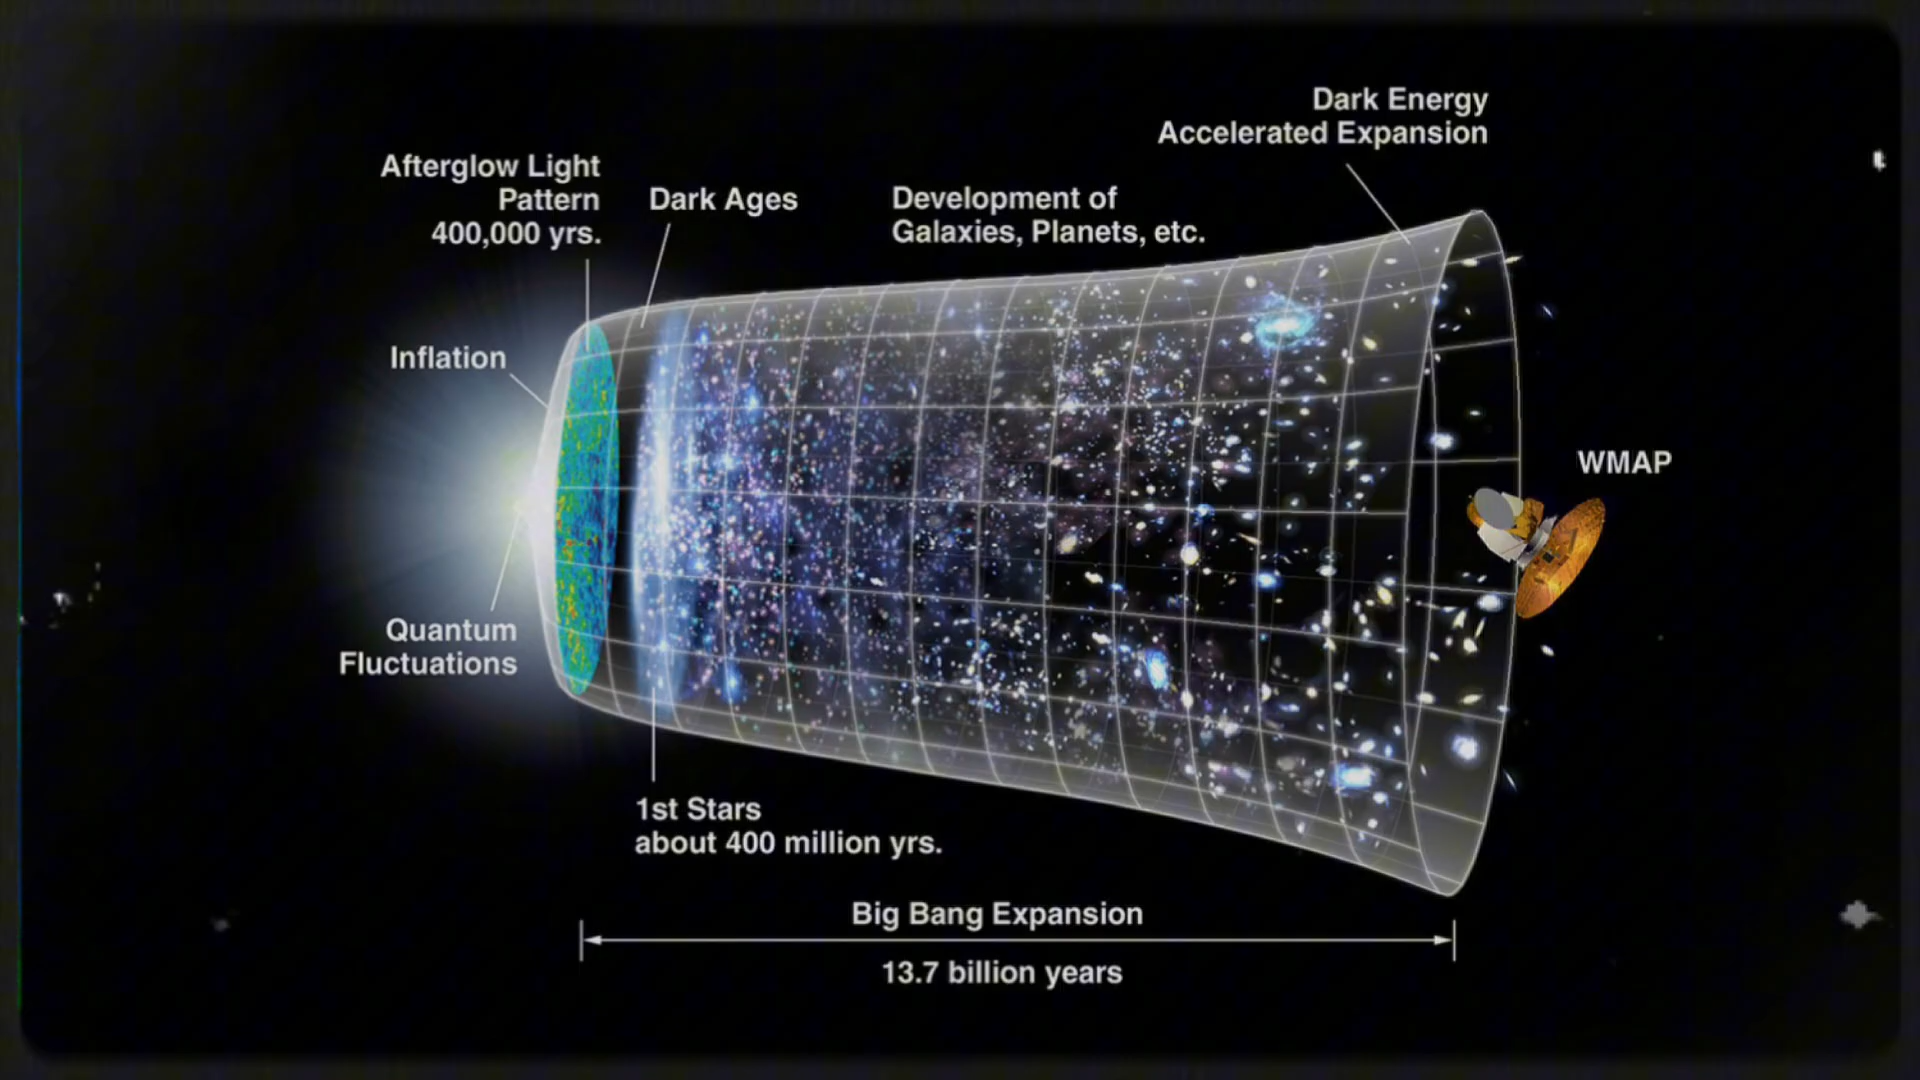 Dark Energy
Accelerated Expansion
Afterglow Light
Pattern
400,000 yrs.
Dark Ages
Development of
Galaxies, Planets, etc.
Inflation
WMAP
Quantum
Fluctuations
1st Stars
about 400 million yrs.
Big Bang Expansion
13.7 billion years